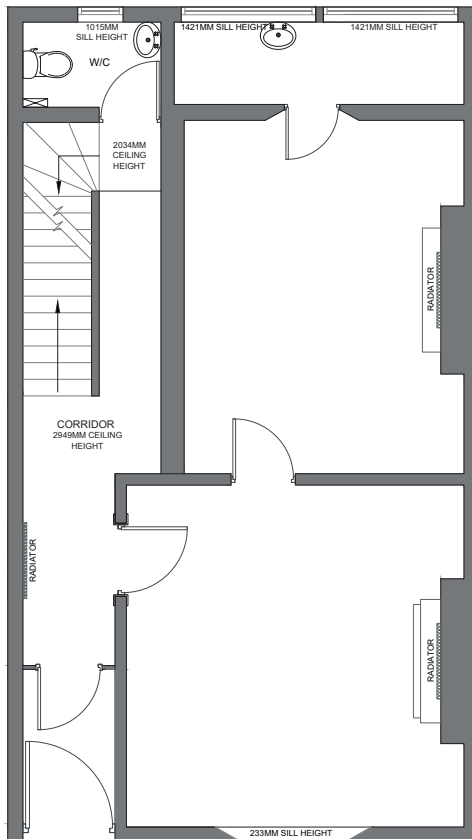 1015MM
SILL HEIGHT
1421MM SILL HEIGHT
1421MM SILL HEIGHT
W/C
2034MM
CEILING
HEIGHT
RADIATOR
CORRIDOR
2949MM CEILING
HEIGHT
RADIATOR
RADIATOR
233MM SILL HEIGHT